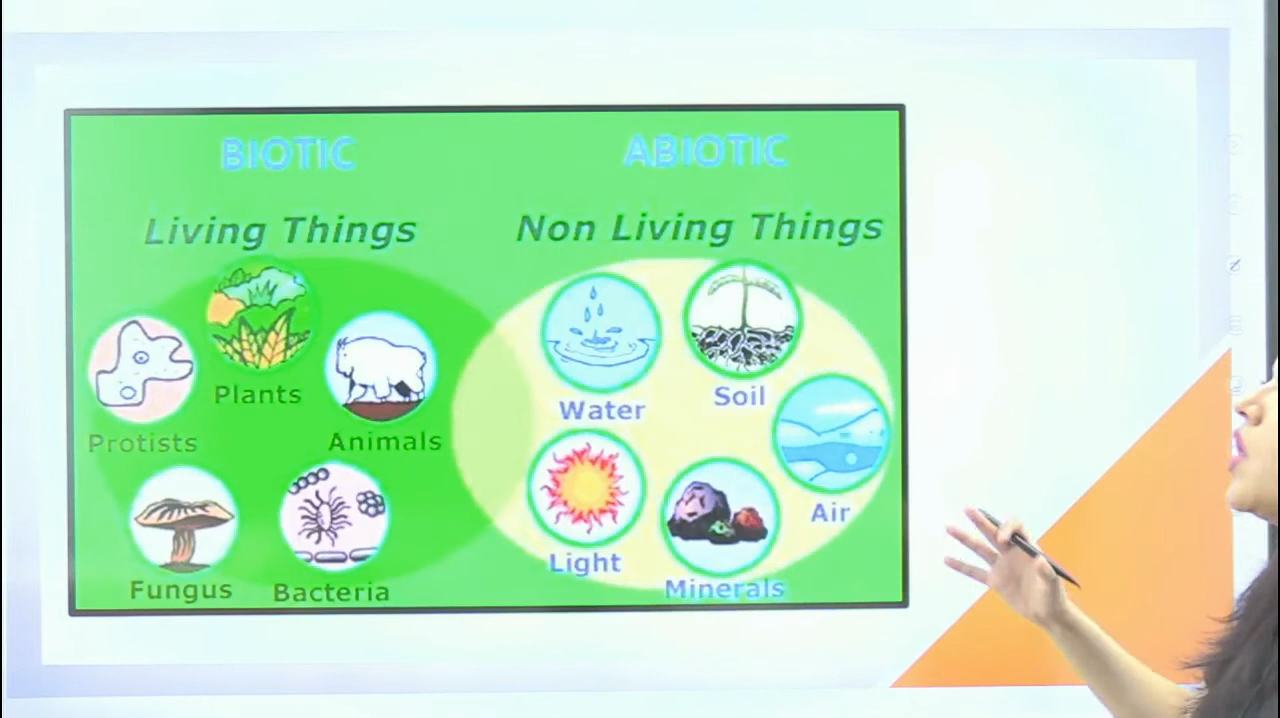 BIOTIC
ABIOTIC
Living Things
Non Living Things
Plants
Protists
Animals
Fungus
Bacteria
Water
Soil
Air
Light
Minerals